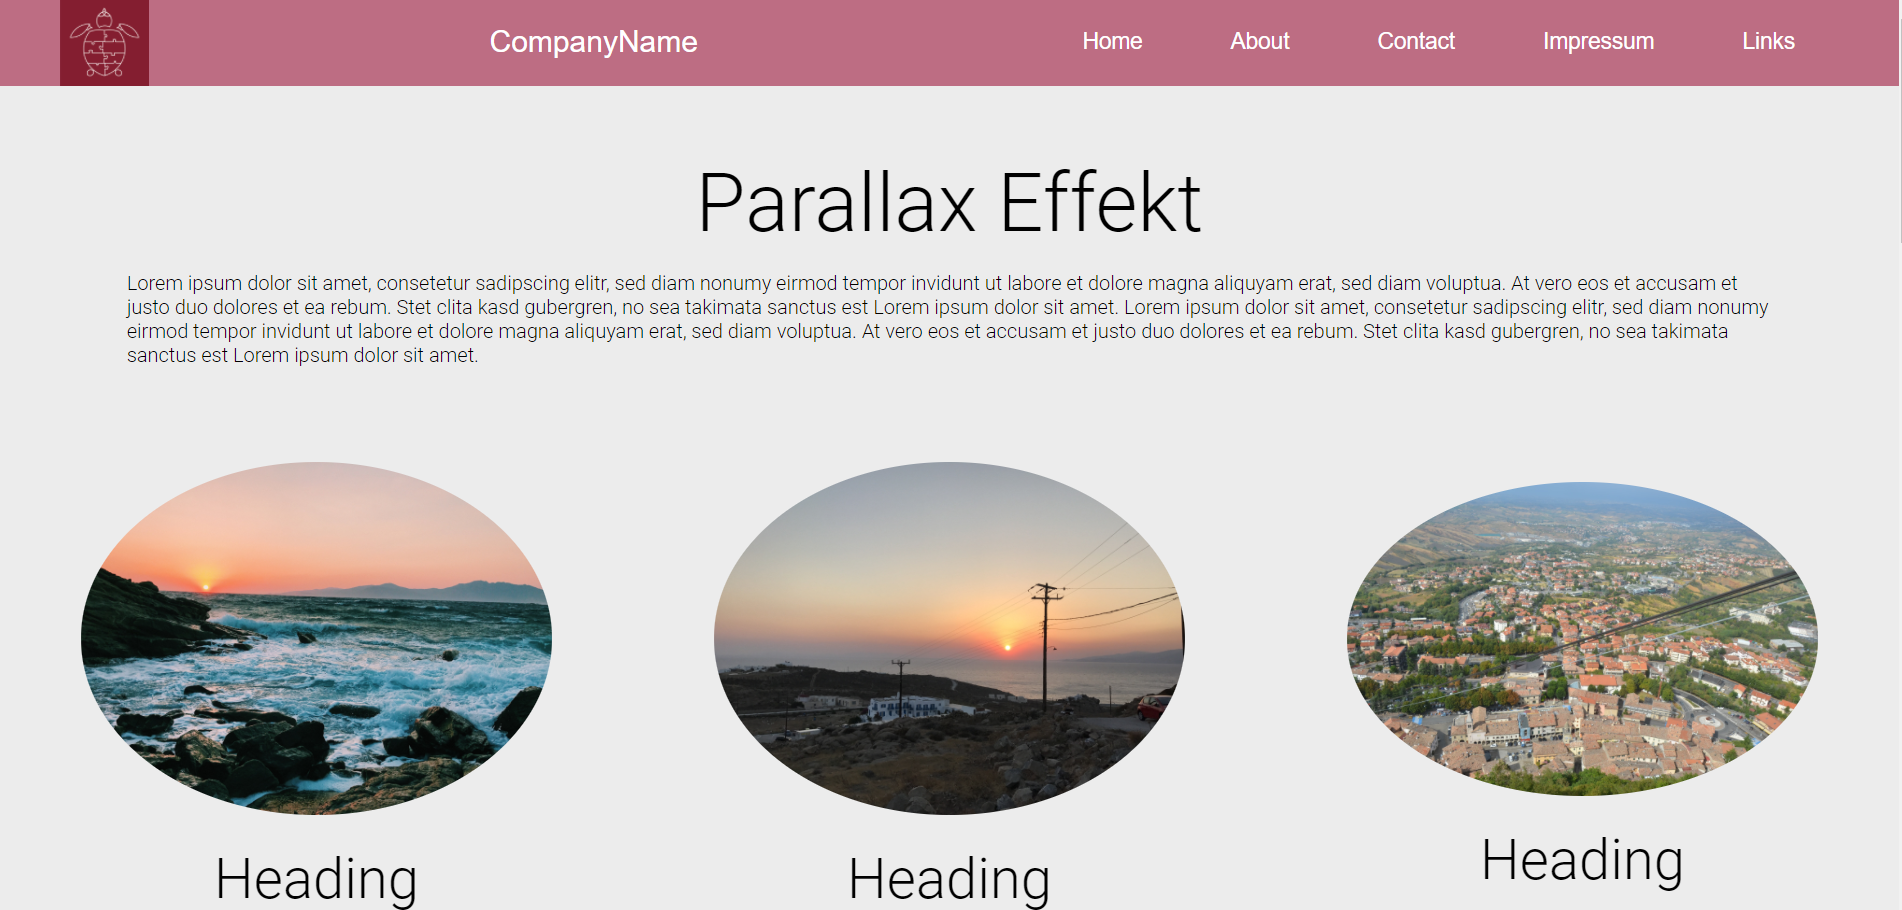 CompanyName
Home
About
Contact
Impressum
Links
Parallax Effekt
Lorem ipsum dolor sit amet, consetetur sadipscing elitr, sed diam nonumy eirmod tempor invidunt ut labore et dolore magna aliquyam erat, sed diam voluptua. At vero eos et accusam et
justo duo dolores et ea rebum. Stet clita kasd gubergren, no sea takimata sanctus est Lorem ipsum dolor sit amet. Lorem ipsum dolor sit amet, consetetur sadipscing elitr, sed diam nonumy
eirmod tempor invidunt ut labore et dolore magna aliquyam erat, sed diam voluptua. At vero eos et accusam et justo duo dolores et ea rebum. Stet clita kasd gubergren, no sea takimata
sanctus est Lorem ipsum dolor sit amet.
Heading
Heading
Heading